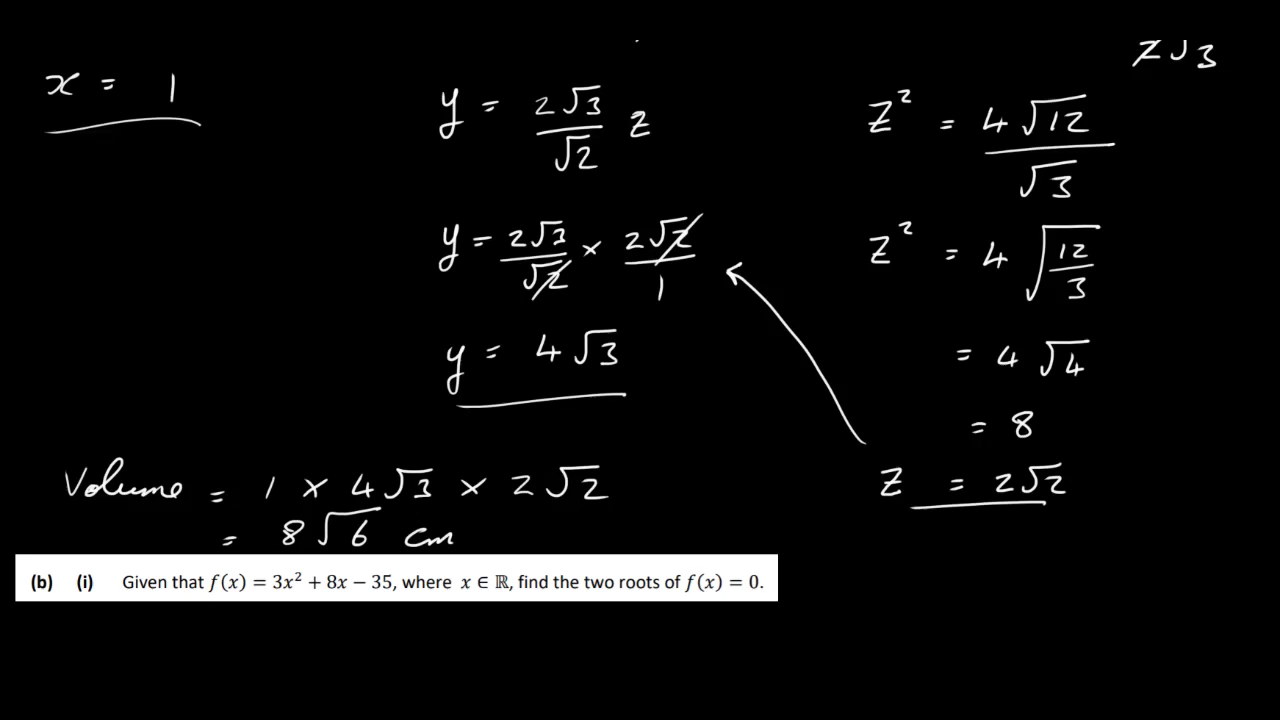 x = 1
y = 2√3/√2 z
y = 2√3/√2 × 2√2/1
y = 4√3
z√3
z² = 4√12/√3
z² = 4√(12/3)
= 4√4
= 8
z = 2√2
Volume = 1 × 4√3 × 2√2
= 8√6 cm
(b) (i) Given that f(x) = 3x² + 8x − 35, where x ∈ ℝ, find the two roots of f(x) = 0.